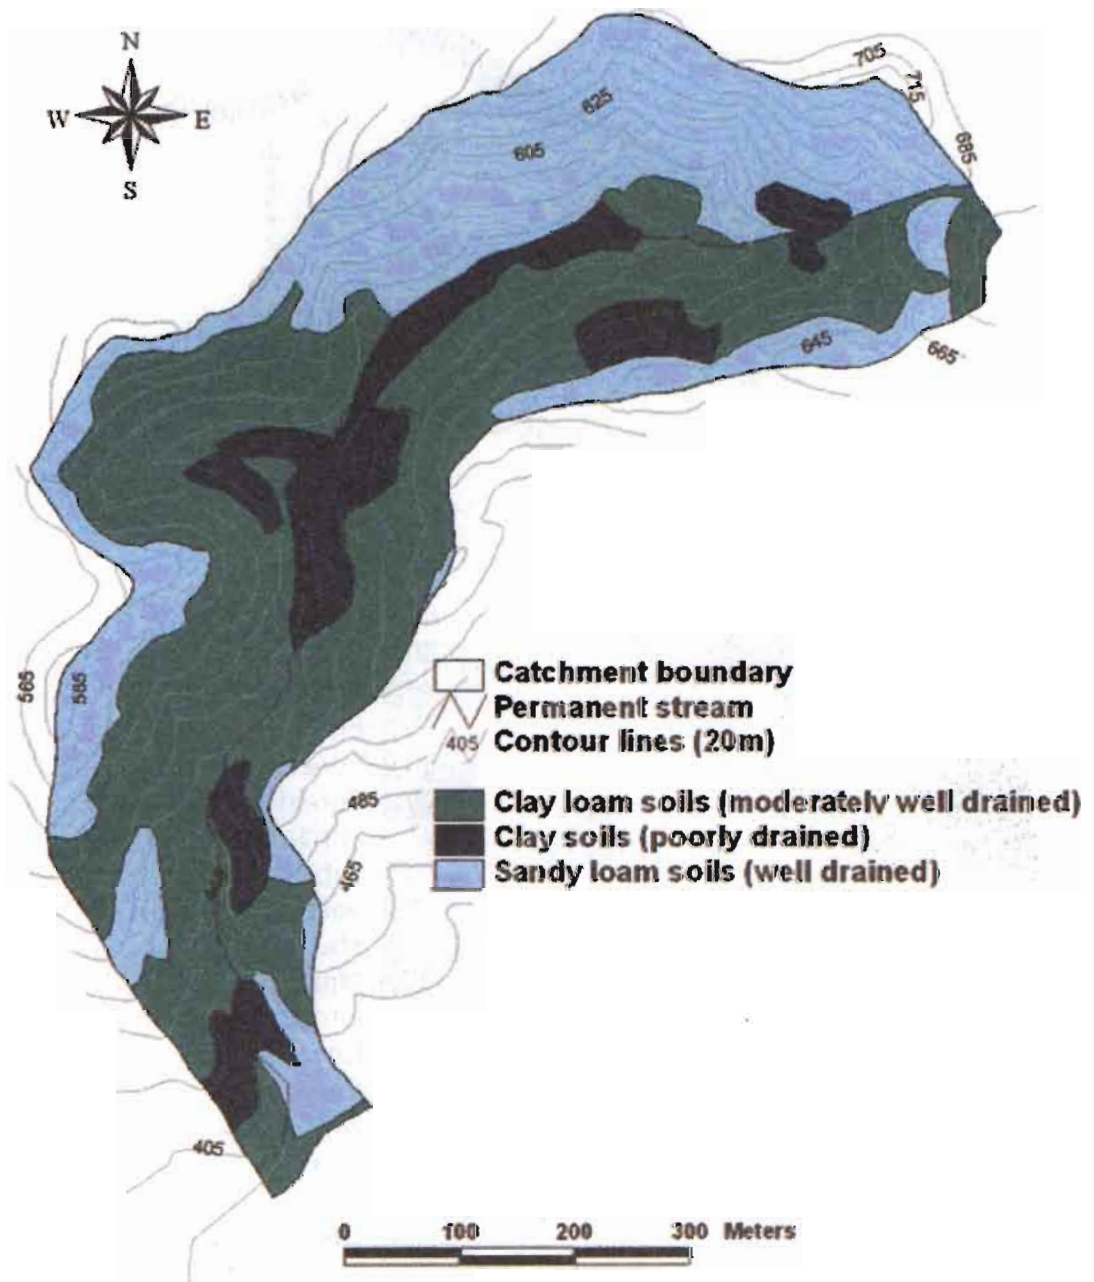 N
W E
S
705
715
625
605
685
645
665
565
585
Catchment boundary
Permanent stream
405 Contour lines (20m)
485
Clay loam soils (moderately well drained)
Clay soils (poorly drained)
465
Sandy loam soils (well drained)
405
0 100 200 300 Meters